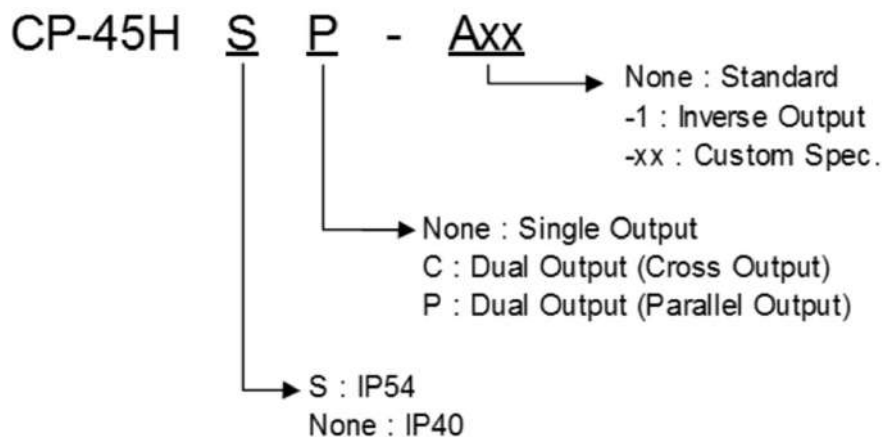 CP-45H S P - Axx
None : Standard
-1 : Inverse Output
-xx : Custom Spec.
None : Single Output
C : Dual Output (Cross Output)
P : Dual Output (Parallel Output)
S : IP54
None : IP40